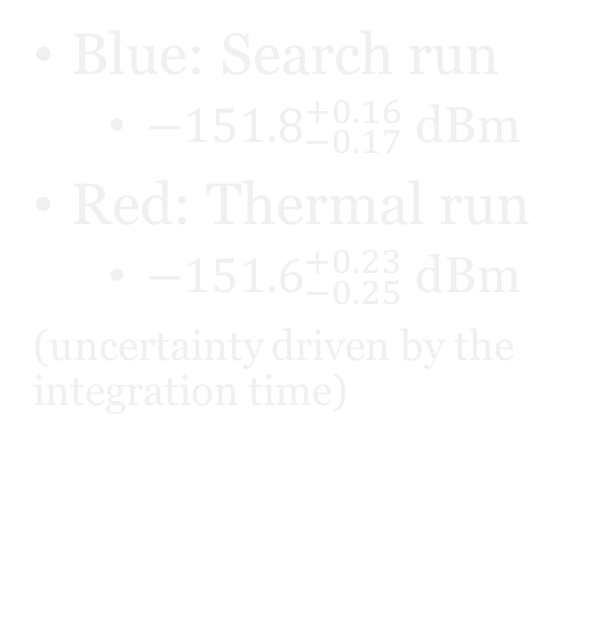 • Blue: Search run
• −151.8+0.16−0.17 dBm
• Red: Thermal run
• −151.6+0.23−0.25 dBm
(uncertainty driven by the
integration time)